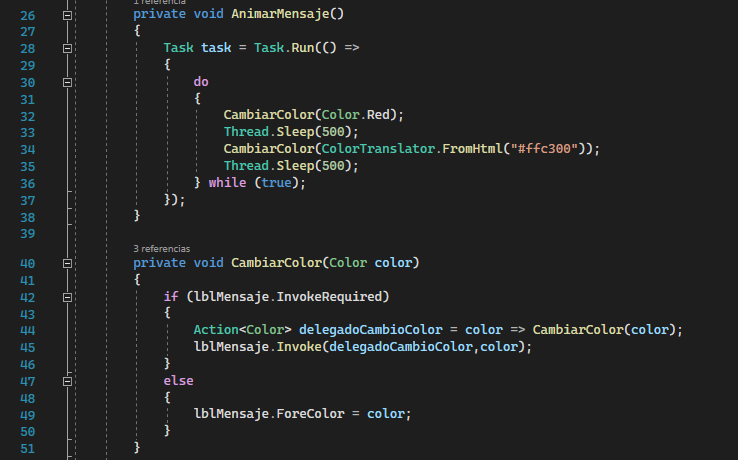 1 referencia
26 private void AnimarMensaje()
27 {
28 Task task = Task.Run(() =>
29 {
30 do
31 {
32 CambiarColor(Color.Red);
33 Thread.Sleep(500);
34 CambiarColor(ColorTranslator.FromHtml("#ffc300"));
35 Thread.Sleep(500);
36 } while (true);
37 });
38 }
39
3 referencias
40 private void CambiarColor(Color color)
41 {
42 if (lblMensaje.InvokeRequired)
43 {
44 Action<Color> delegadoCambioColor = color => CambiarColor(color);
45 lblMensaje.Invoke(delegadoCambioColor,color);
46 }
47 else
48 {
49 lblMensaje.ForeColor = color;
50 }
51 }